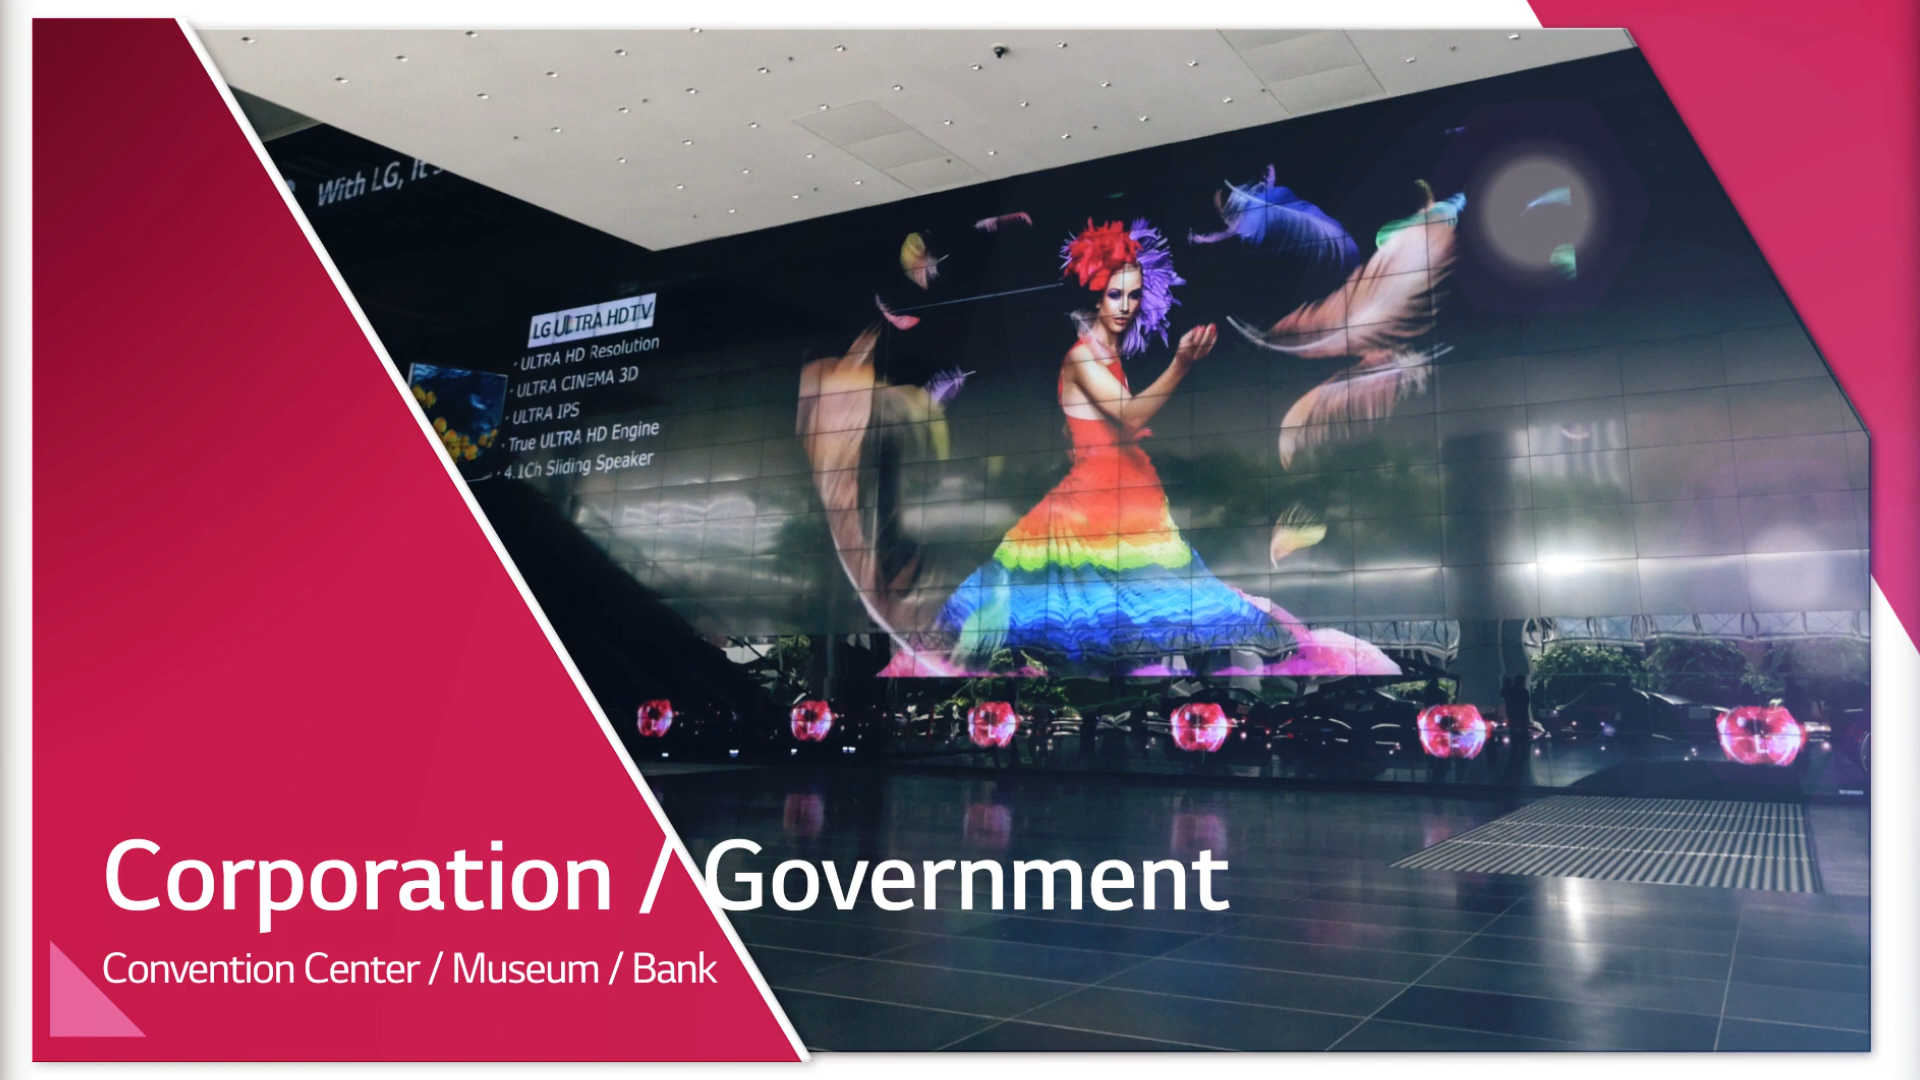 With LG, it's
LG ULTRA HDTV
· ULTRA HD Resolution
· ULTRA CINEMA 3D
· ULTRA IPS
· True ULTRA HD Engine
· 4.1Ch Sliding Speaker
Corporation / Government
Convention Center / Museum / Bank